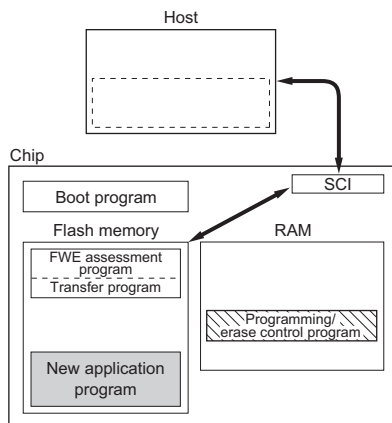 Host
Chip
SCI
Boot program
Flash memory
RAM
FWE assessment
program
Transfer program
Programming/
erase control program
New application
program